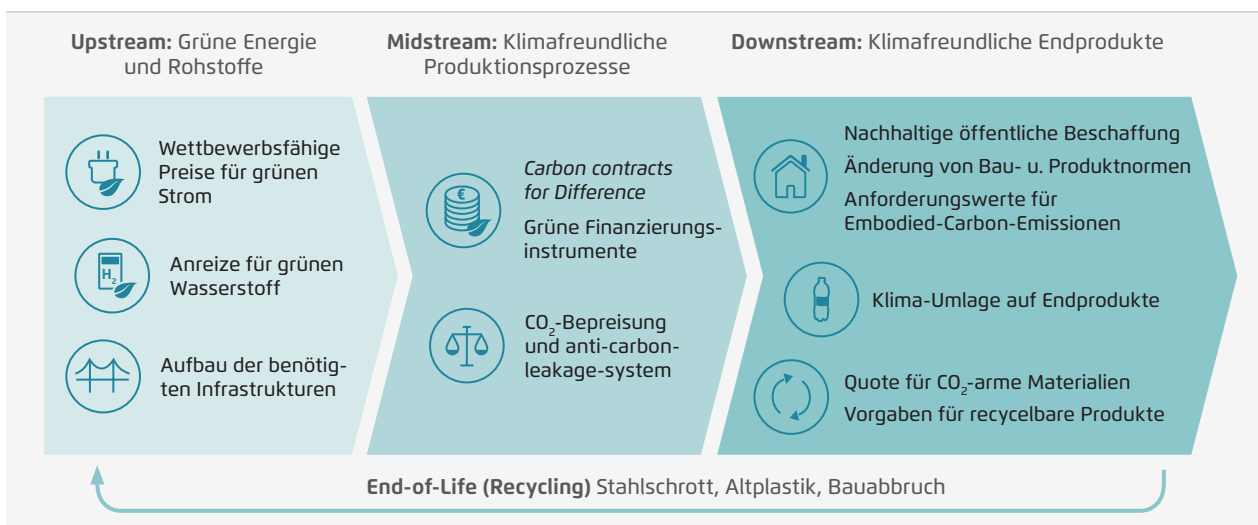 Upstream: Grüne Energie
und Rohstoffe
Wettbewerbsfähige
Preise für grünen
Strom
H₂
Anreize für grünen
Wasserstoff
Aufbau der benötig-
ten Infrastrukturen
Midstream: Klimafreundliche
Produktionsprozesse
€
Carbon contracts
for Difference
Grüne Finanzierungs-
instrumente
CO₂-Bepreisung
und anti-carbon-
leakage-system
Downstream: Klimafreundliche Endprodukte
Nachhaltige öffentliche Beschaffung
Änderung von Bau- u. Produktnormen
Anforderungswerte für
Embodied-Carbon-Emissionen
Klima-Umlage auf Endprodukte
Quote für CO₂-arme Materialien
Vorgaben für recycelbare Produkte
End-of-Life (Recycling) Stahlschrott, Altplastik, Bauabbruch